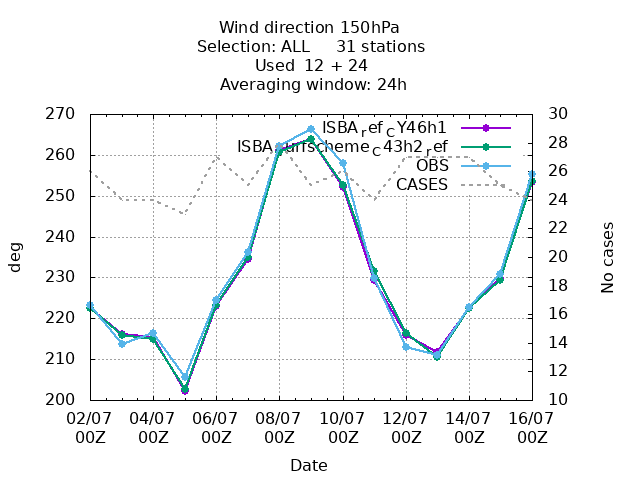 Wind direction 150hPa
Selection: ALL 31 stations
Used 12 + 24
Averaging window: 24h
270 30
ISBA_ref_CY46h1
28
260 ef
26
OBS
CASES
250
24
240
22
20
230
18
220
16
210
14
12
200 10
deg
No cases
02/07 04/07 06/07 08/07 10/07 12/07 14/07 16/07
00Z 00Z 00Z 00Z 00Z 00Z 00Z 00Z
Date